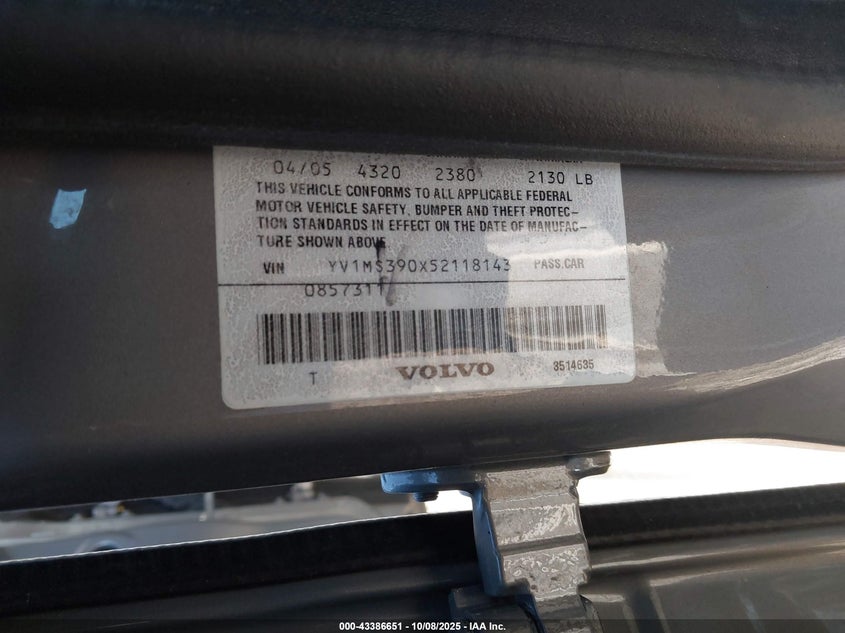 04/05 4320 2380 2130 LB
THIS VEHICLE CONFORMS TO ALL APPLICABLE FEDERAL
MOTOR VEHICLE SAFETY, BUMPER AND THEFT PROTEC-
TION STANDARDS IN EFFECT ON THE DATE OF MANUFAC-
TURE SHOWN ABOVE
VIN YV1MS390X52118143 PASS.CAR
0857311
T VOLVO 3514635
000-43386651 - 10/08/2025 - IAA Inc.